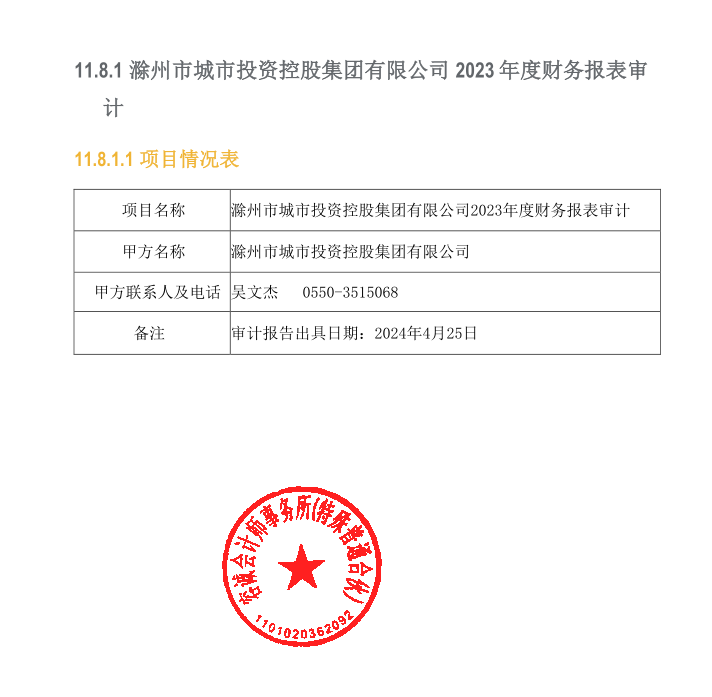 11.8.1 滁州市城市投资控股集团有限公司 2023 年度财务报表审
计
11.8.1.1 项目情况表
项目名称 滁州市城市投资控股集团有限公司2023年度财务报表审计
甲方名称 滁州市城市投资控股集团有限公司
甲方联系人及电话 吴文杰 0550-3515068
备注 审计报告出具日期：2024年4月25日
容诚会计师事务所(特殊普通合伙)
1101020362092